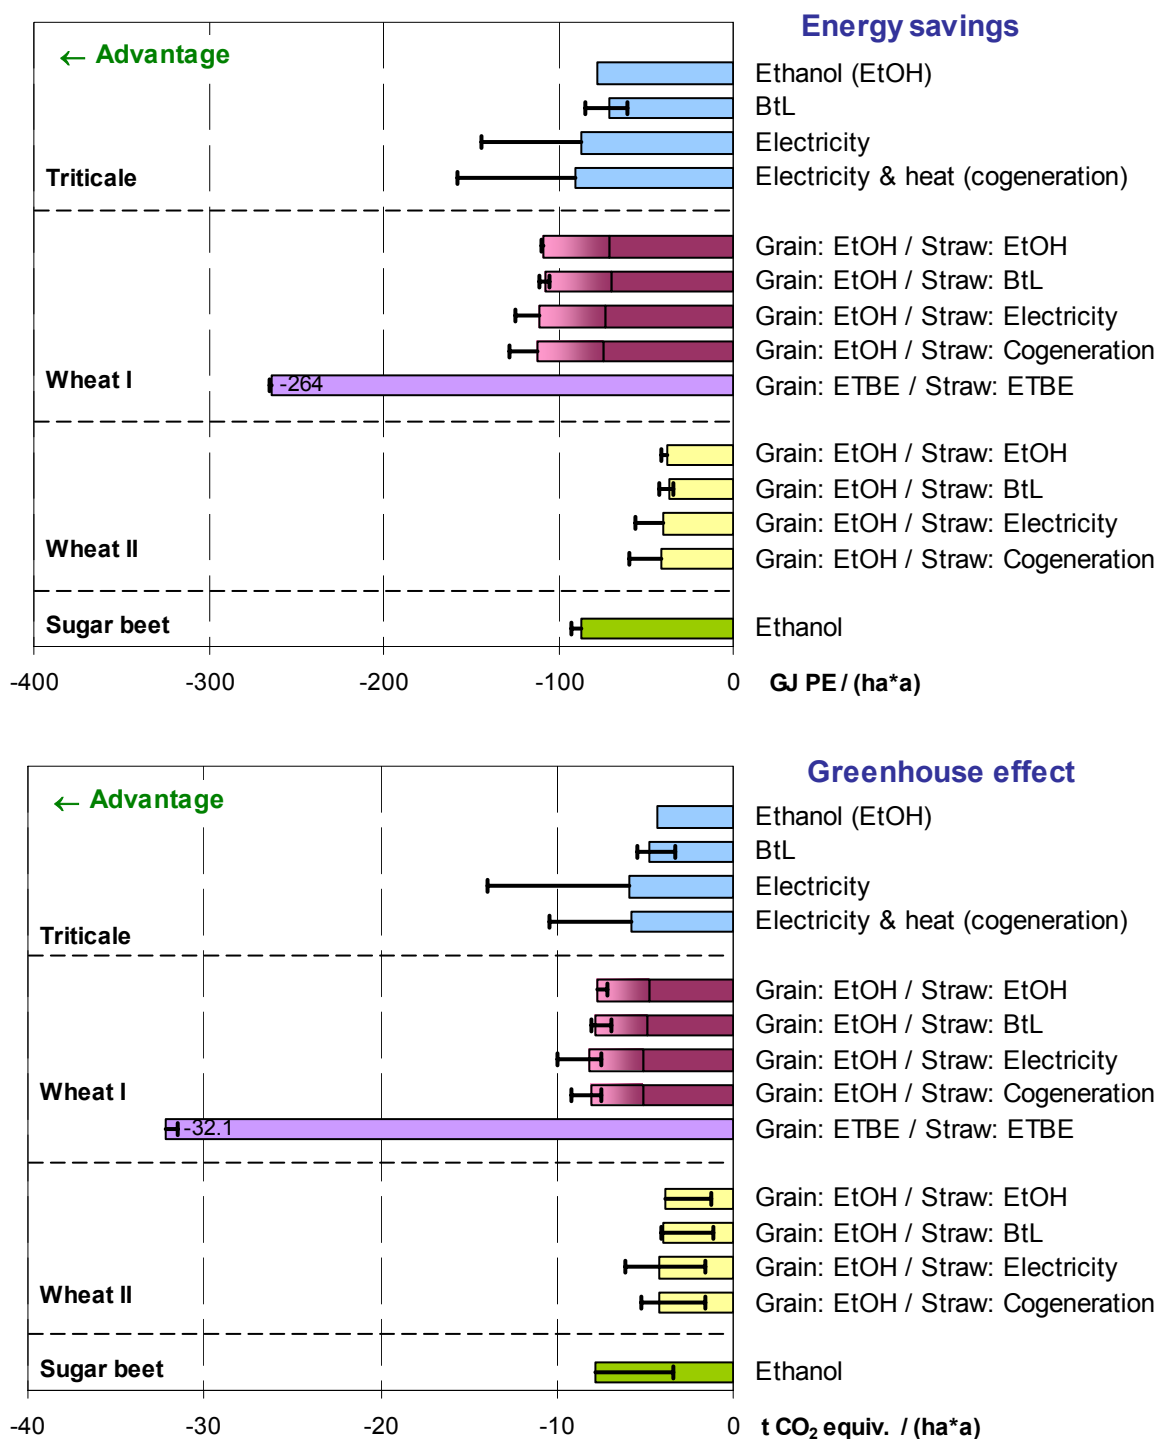 Energy savings
← Advantage
Ethanol (EtOH)
BtL
Electricity
Triticale
Electricity & heat (cogeneration)
Grain: EtOH / Straw: EtOH
Grain: EtOH / Straw: BtL
Grain: EtOH / Straw: Electricity
Grain: EtOH / Straw: Cogeneration
Wheat I
-264
Grain: ETBE / Straw: ETBE
Grain: EtOH / Straw: EtOH
Grain: EtOH / Straw: BtL
Grain: EtOH / Straw: Electricity
Wheat II
Grain: EtOH / Straw: Cogeneration
Sugar beet
Ethanol
-400 -300 -200 -100 0 GJ PE / (ha*a)
Greenhouse effect
← Advantage
Ethanol (EtOH)
BtL
Electricity
Electricity & heat (cogeneration)
Triticale
Grain: EtOH / Straw: EtOH
Grain: EtOH / Straw: BtL
Grain: EtOH / Straw: Electricity
Wheat I
Grain: EtOH / Straw: Cogeneration
-32.1
Grain: ETBE / Straw: ETBE
Grain: EtOH / Straw: EtOH
Grain: EtOH / Straw: BtL
Grain: EtOH / Straw: Electricity
Wheat II
Grain: EtOH / Straw: Cogeneration
Sugar beet
Ethanol
-40 -30 -20 -10 0 t CO₂ equiv. / (ha*a)